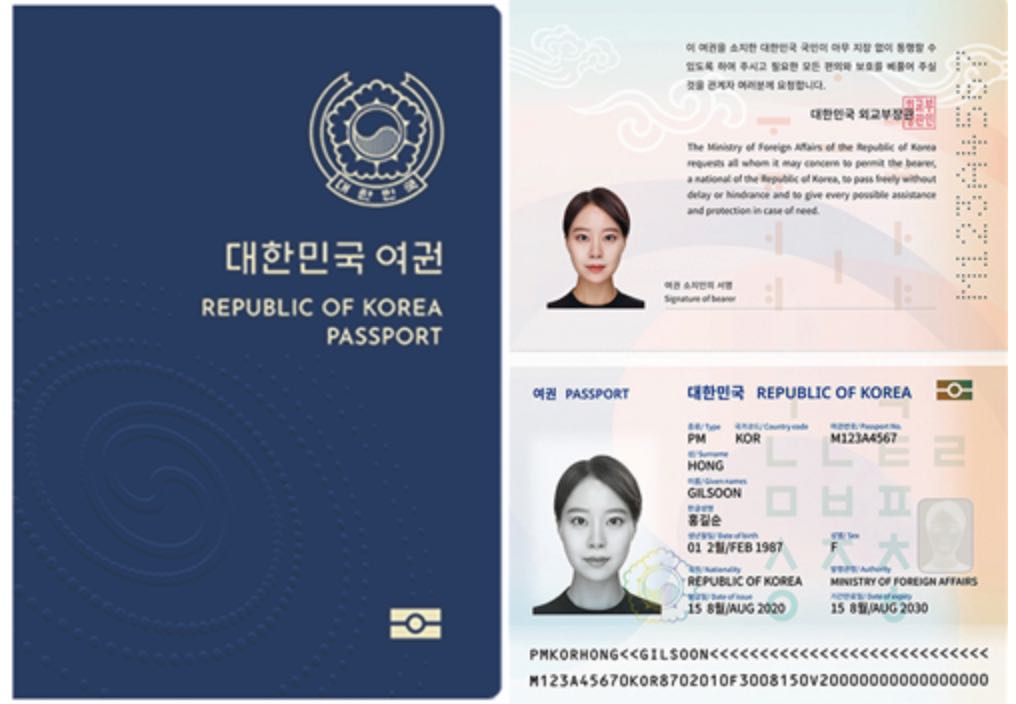 대한민국
대한민국 여권
REPUBLIC OF KOREA
PASSPORT
이 여권을 소지한 대한민국 국민이 아무 지장 없이 통행할 수
있도록 하여 주시고 필요한 모든 편의와 보호를 베풀어 주실
것을 관계자 여러분께 요청합니다.
대한민국 외교부장관
The Ministry of Foreign Affairs of the Republic of Korea
requests all whom it may concern to permit the bearer,
a national of the Republic of Korea, to pass freely without
delay or hindrance and to give every possible assistance
and protection in case of need.
여권 소지인의 서명
Signature of bearer
M123A4567
여권 PASSPORT
대한민국 REPUBLIC OF KOREA
종류/Type 국가코드/Country code 여권번호/Passport No.
PM KOR M123A4567
성/Surname
HONG
이름/Given names
GILSOON
한글성명
홍길순
생년월일/Date of birth 성별/Sex
01 2월/FEB 1987 F
국적/Nationality 발행관청/Authority
REPUBLIC OF KOREA MINISTRY OF FOREIGN AFFAIRS
발급일/Date of issue 기간만료일/Date of expiry
15 8월/AUG 2020 15 8월/AUG 2030
PMKORHONG<<GILSOON<<<<<<<<<<<<<<<<<<<<<<<<<<
M123A45670KOR8702010F3008150V20000000000000000